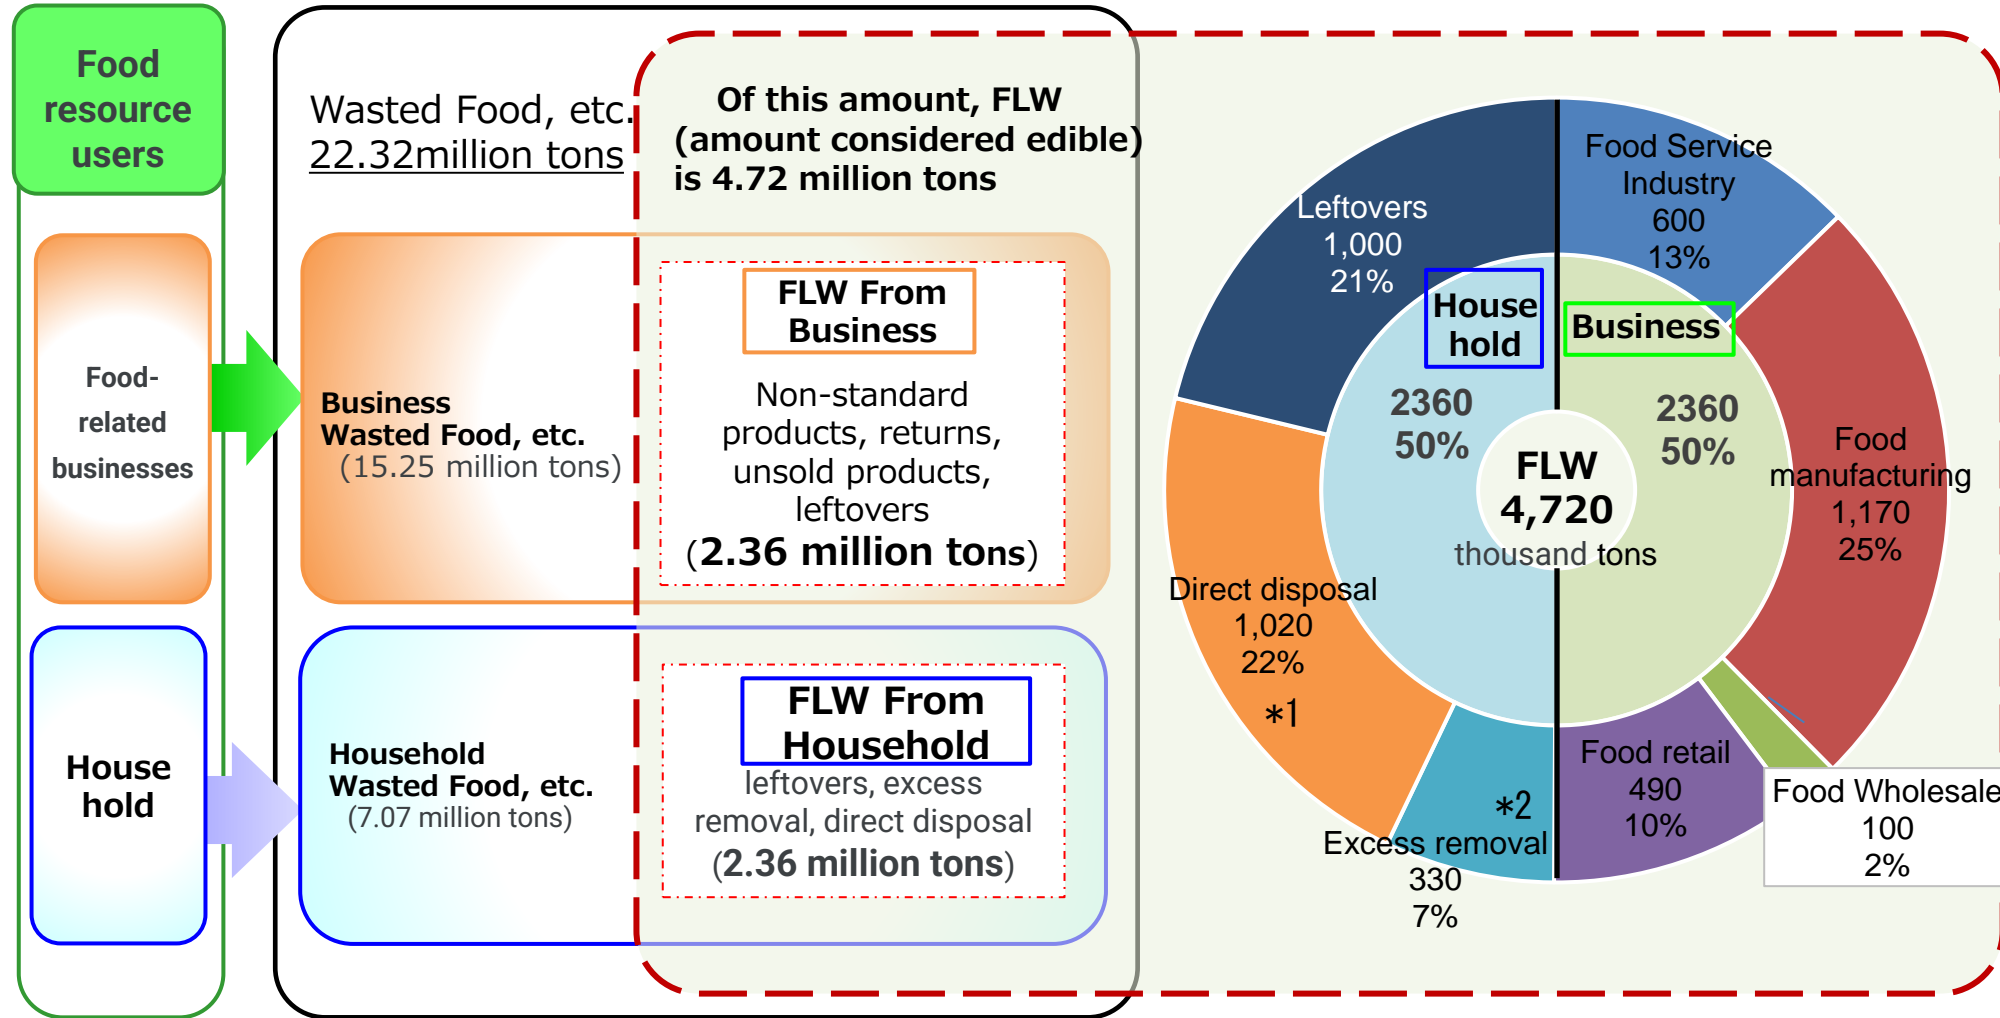 Food
resource
users
Food-
related
businesses
House
hold
Wasted Food, etc.
22.32million tons
Of this amount, FLW
(amount considered edible)
is 4.72 million tons
Business
Wasted Food, etc.
(15.25 million tons)
FLW From
Business
Non-standard
products, returns,
unsold products,
leftovers
(2.36 million tons)
Household
Wasted Food, etc.
(7.07 million tons)
FLW From
Household
leftovers, excess
removal, direct disposal
(2.36 million tons)
Leftovers
1,000
21%
Food Service
Industry
600
13%
House
hold
Business
2360
50%
2360
50%
FLW
4,720
thousand tons
Food
manufacturing
1,170
25%
Direct disposal
1,020
22%
*1
*2
Excess removal
330
7%
Food retail
490
10%
Food Wholesale
100
2%